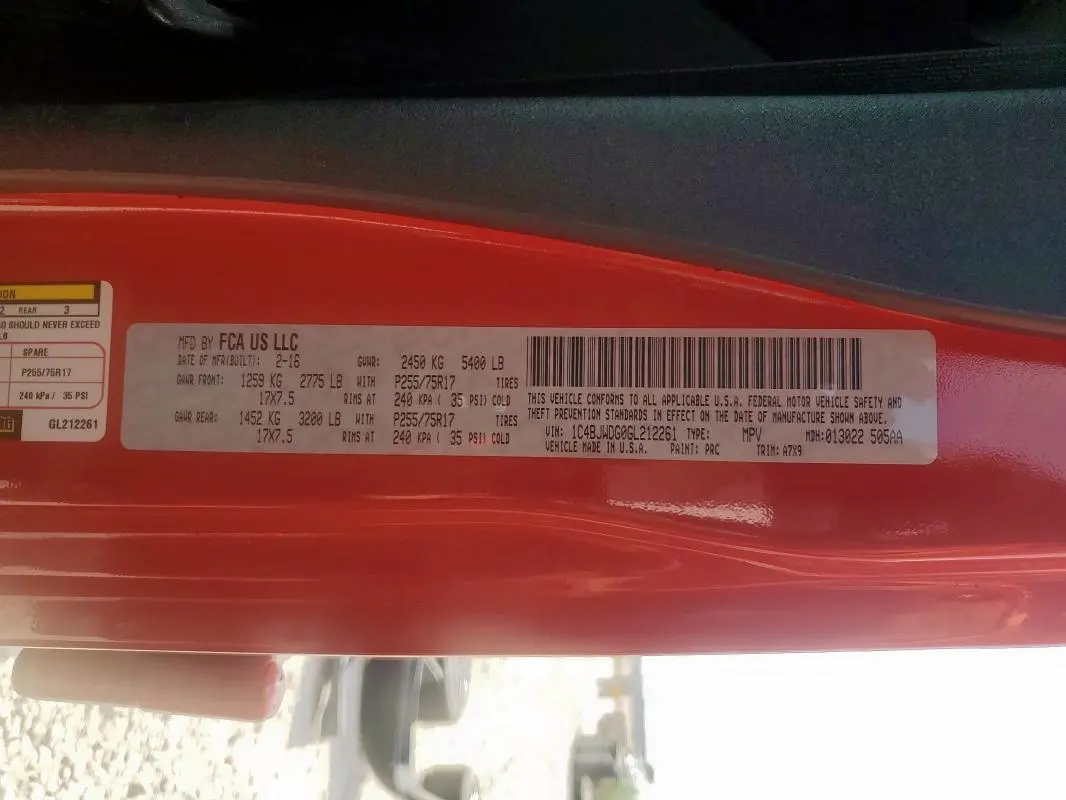 ION
2 REAR 3
O SHOULD NEVER EXCEED
LB
SPARE
P255/75R17
240 kPa / 35 PSI
GL212261
MFD BY FCA US LLC
DATE OF MFR(BUILT): 2-16 GVWR: 2450 KG 5400 LB
GAWR FRONT: 1259 KG 2775 LB WITH P255/75R17 TIRES
17X7.5 RIMS AT 240 KPA ( 35 PSI) COLD
GAWR REAR: 1452 KG 3200 LB WITH P255/75R17 TIRES
17X7.5 RIMS AT 240 KPA ( 35 PSI) COLD
THIS VEHICLE CONFORMS TO ALL APPLICABLE U.S.A. FEDERAL MOTOR VEHICLE SAFETY AND
THEFT PREVENTION STANDARDS IN EFFECT ON THE DATE OF MANUFACTURE SHOWN ABOVE.
VIN: 1C4BJWDG0GL212261 TYPE: MPV MDH:013022 505AA
VEHICLE MADE IN U.S.A. PAINT: PRC TRIM: A7X9